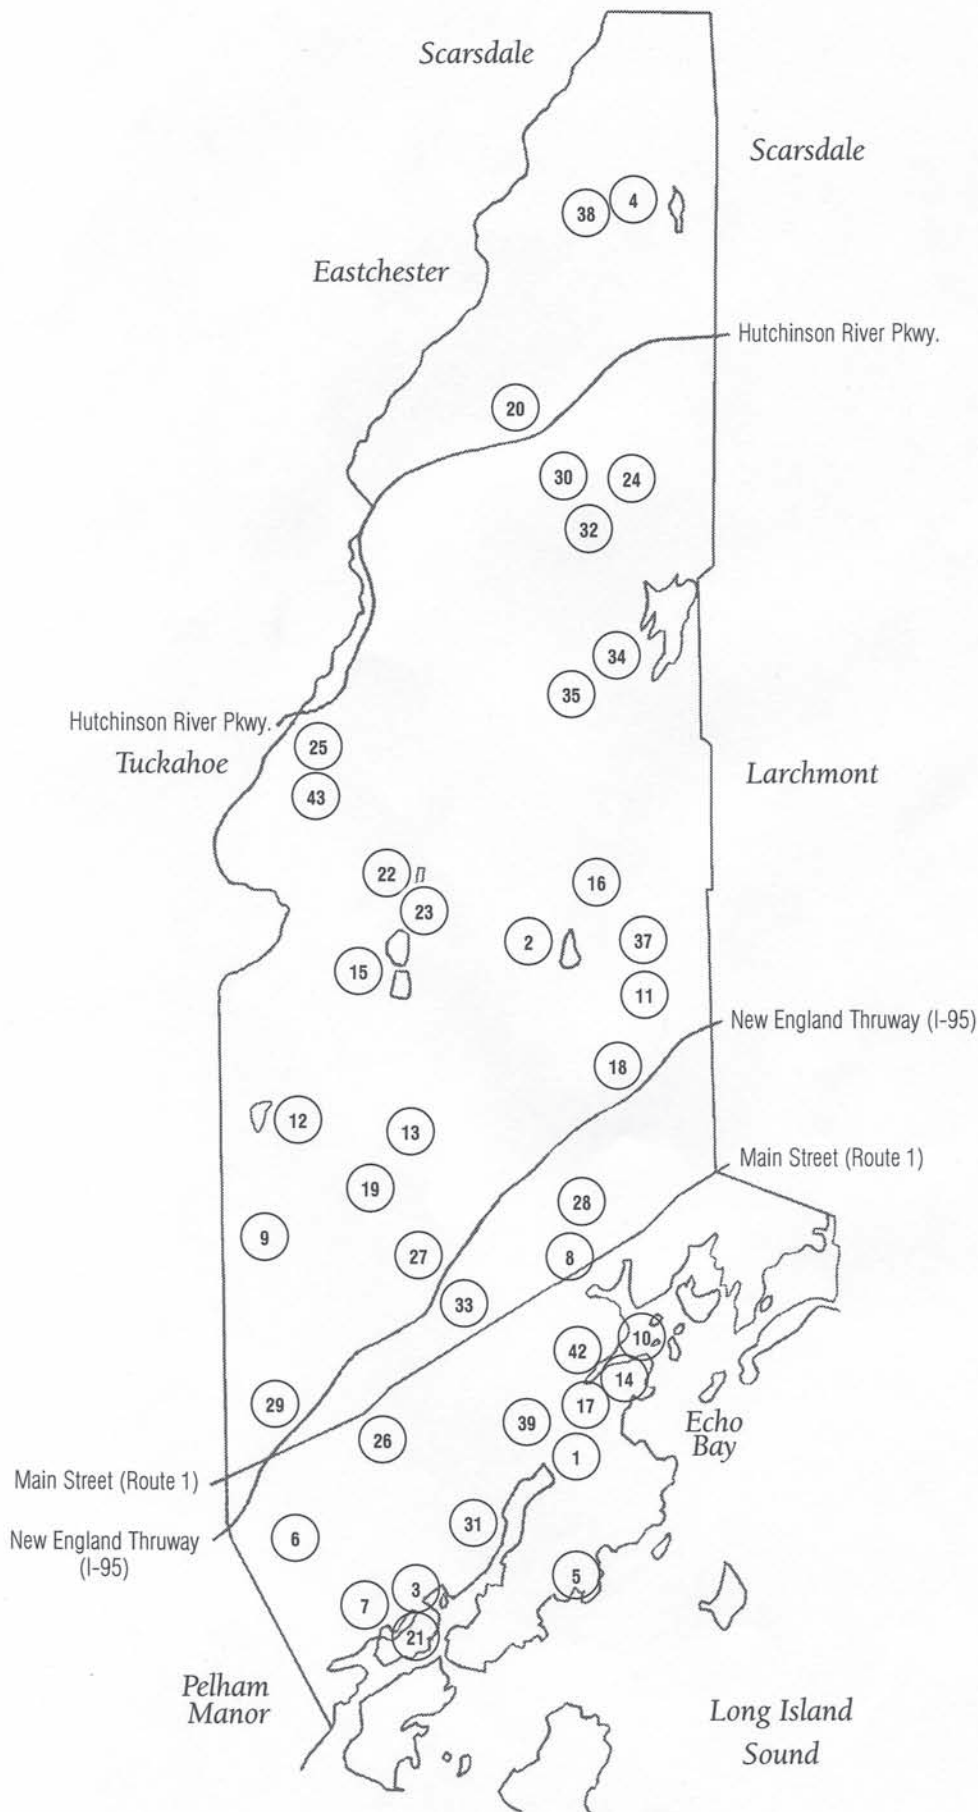 Scarsdale
Scarsdale
4
38
Eastchester
Hutchinson River Pkwy.
20
30
24
32
34
35
Hutchinson River Pkwy.
25
Tuckahoe
Larchmont
43
22
16
23
2
37
15
11
New England Thruway (I-95)
18
12
13
Main Street (Route 1)
19
28
9
27
8
33
10
42
14
29
17
39
Echo
Bay
26
1
Main Street (Route 1)
31
6
New England Thruway
(I-95)
5
3
7
21
Pelham
Manor
Long Island
Sound